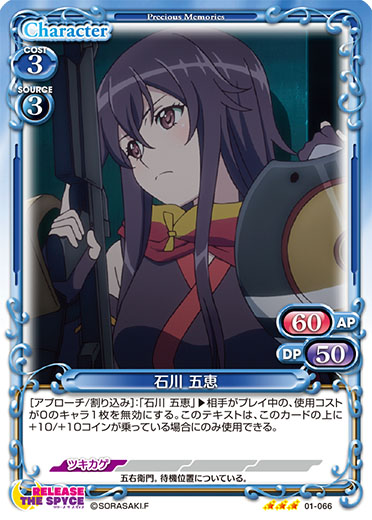 Precious Memories
Character
COST
3
SOURCE
3
60 AP
DP 50
石川 五恵
[アプローチ/割り込み]:「石川 五恵」▶相手がプレイ中の、使用コスト
が0のキャラ1枚を無効にする。このテキストは、このカードの上に
+10/+10コインが乗っている場合にのみ使用できる。
ツキカゲ
五右衛門。待機位置についている。
RELEASE
THE SPYCE
©SORASAKI.F
★★★ 01-066